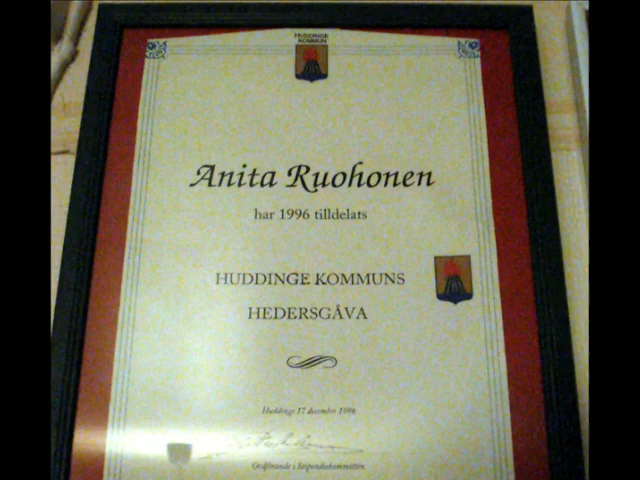 HUDDINGE
KOMMUN
Anita Ruohonen
har 1996 tilldelats
HUDDINGE KOMMUNS
HEDERSGÅVA
Huddinge 17 december 1996
Ordförande i Stipendiekommittén